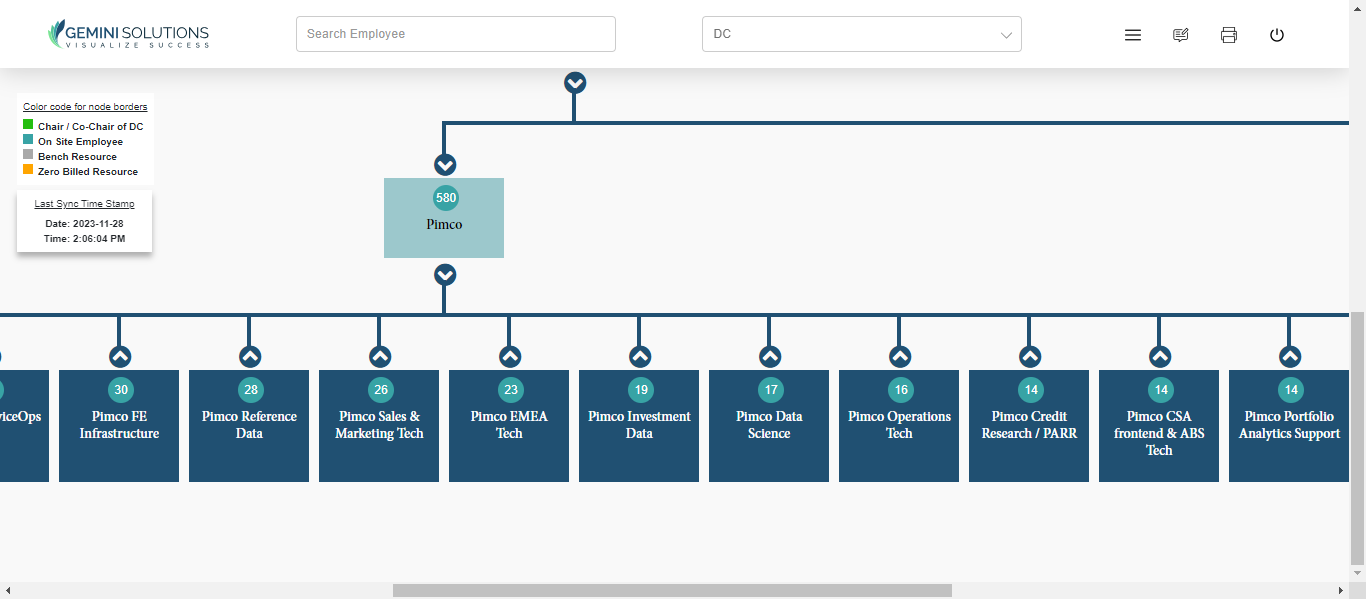 GEMINI SOLUTIONS
VISUALIZE SUCCESS
Search Employee
DC
Color code for node borders
Chair / Co-Chair of DC
On Site Employee
Bench Resource
Zero Billed Resource
Last Sync Time Stamp
Date: 2023-11-28
Time: 2:06:04 PM
580
Pimco
viceOps
30
Pimco FE
Infrastructure
28
Pimco Reference
Data
26
Pimco Sales &
Marketing Tech
23
Pimco EMEA
Tech
19
Pimco Investment
Data
17
Pimco Data
Science
16
Pimco Operations
Tech
14
Pimco Credit
Research / PARR
14
Pimco CSA
frontend & ABS
Tech
14
Pimco Portfolio
Analytics Support